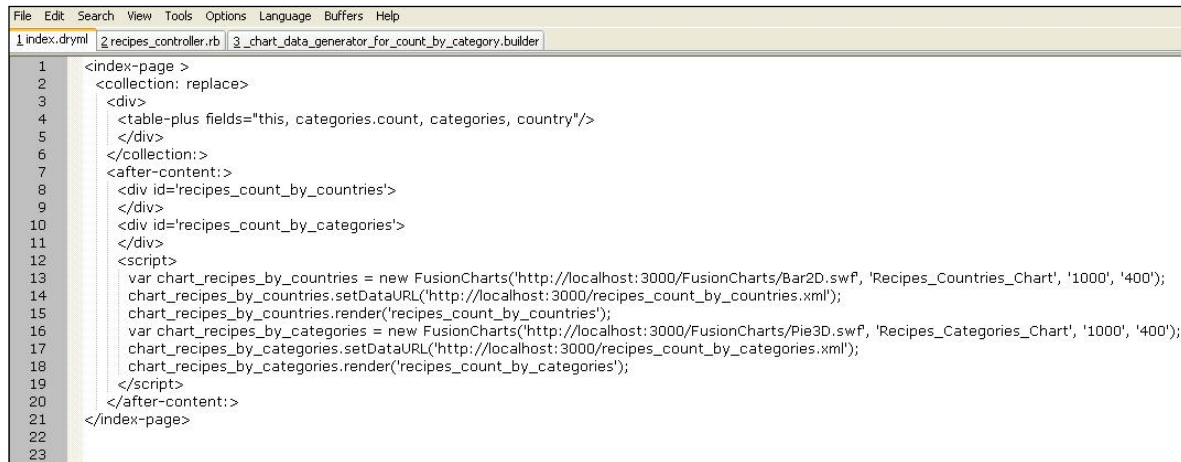 File Edit Search View Tools Options Language Buffers Help
1 index.dryml 2 recipes_controller.rb 3 _chart_data_generator_for_count_by_category.builder
1 <index-page >
2 <collection: replace>
3 <div>
4 <table-plus fields="this, categories.count, categories, country"/>
5 </div>
6 </collection:>
7 <after-content:>
8 <div id='recipes_count_by_countries'>
9 </div>
10 <div id='recipes_count_by_categories'>
11 </div>
12 <script>
13 var chart_recipes_by_countries = new FusionCharts('http://localhost:3000/FusionCharts/Bar2D.swf', 'Recipes_Countries_Chart', '1000', '400');
14 chart_recipes_by_countries.setDataURL('http://localhost:3000/recipes_count_by_countries.xml');
15 chart_recipes_by_countries.render('recipes_count_by_countries');
16 var chart_recipes_by_categories = new FusionCharts('http://localhost:3000/FusionCharts/Pie3D.swf', 'Recipes_Categories_Chart', '1000', '400');
17 chart_recipes_by_categories.setDataURL('http://localhost:3000/recipes_count_by_categories.xml');
18 chart_recipes_by_categories.render('recipes_count_by_categories');
19 </script>
20 </after-content:>
21 </index-page>
22
23